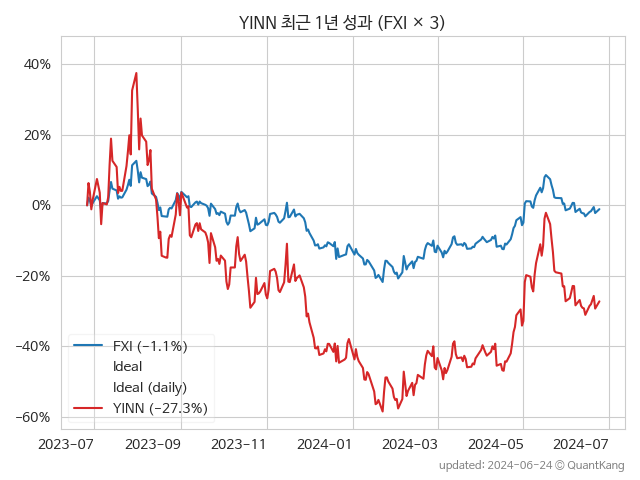 YINN 최근 1년 성과 (FXI × 3)
40%
20%
0%
−20%
−40%
−60%
FXI (−1.1%)
Ideal
Ideal (daily)
YINN (−27.3%)
2023-07 2023-09 2023-11 2024-01 2024-03 2024-05 2024-07
updated: 2024-06-24 © QuantKang